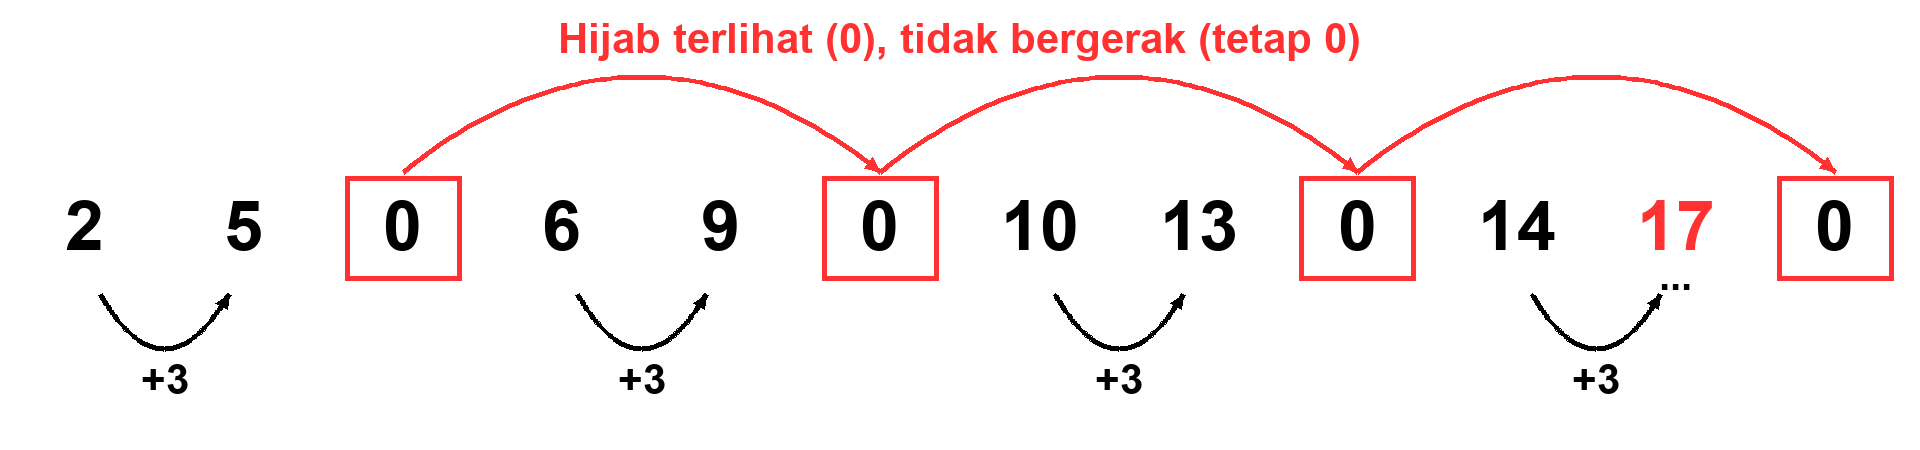 Hijab terlihat (0), tidak bergerak (tetap 0)
2 5 0 6 9 0 10 13 0 14 17 0
...
+3 +3 +3 +3